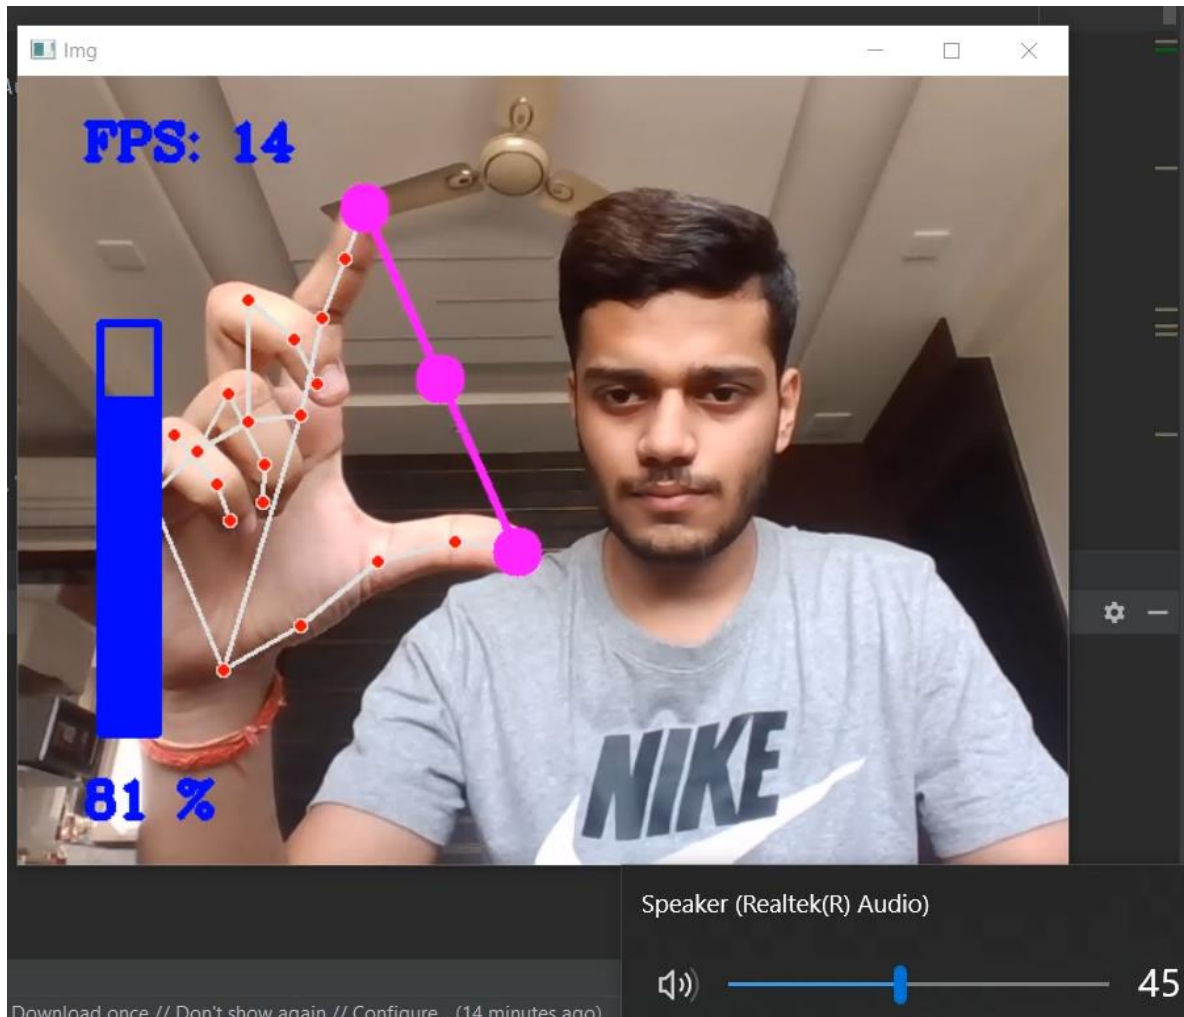 Img
FPS: 14
NIKE
81 %
Speaker (Realtek(R) Audio)
45
Download once // Don't show again // Configure... (14 minutes ago)